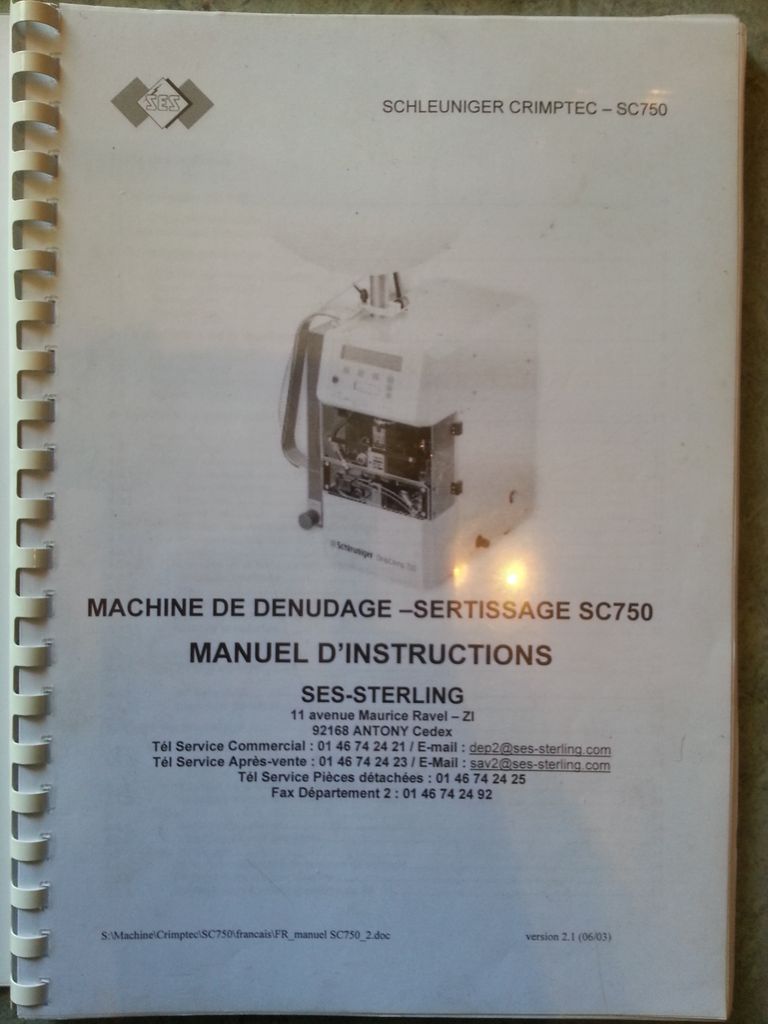 SES
SCHLEUNIGER CRIMPTEC – SC750
Schleuniger
MACHINE DE DENUDAGE –SERTISSAGE SC750
MANUEL D'INSTRUCTIONS
SES-STERLING
11 avenue Maurice Ravel – ZI
92168 ANTONY Cedex
Tél Service Commercial : 01 46 74 24 21 / E-mail : dep2@ses-sterling.com
Tél Service Après-vente : 01 46 74 24 23 / E-Mail : sav2@ses-sterling.com
Tél Service Pièces détachées : 01 46 74 24 25
Fax Département 2 : 01 46 74 24 92
S:\Machine\Crimptec\SC750\francais\FR_manuel SC750_2.doc
version 2.1 (06/03)